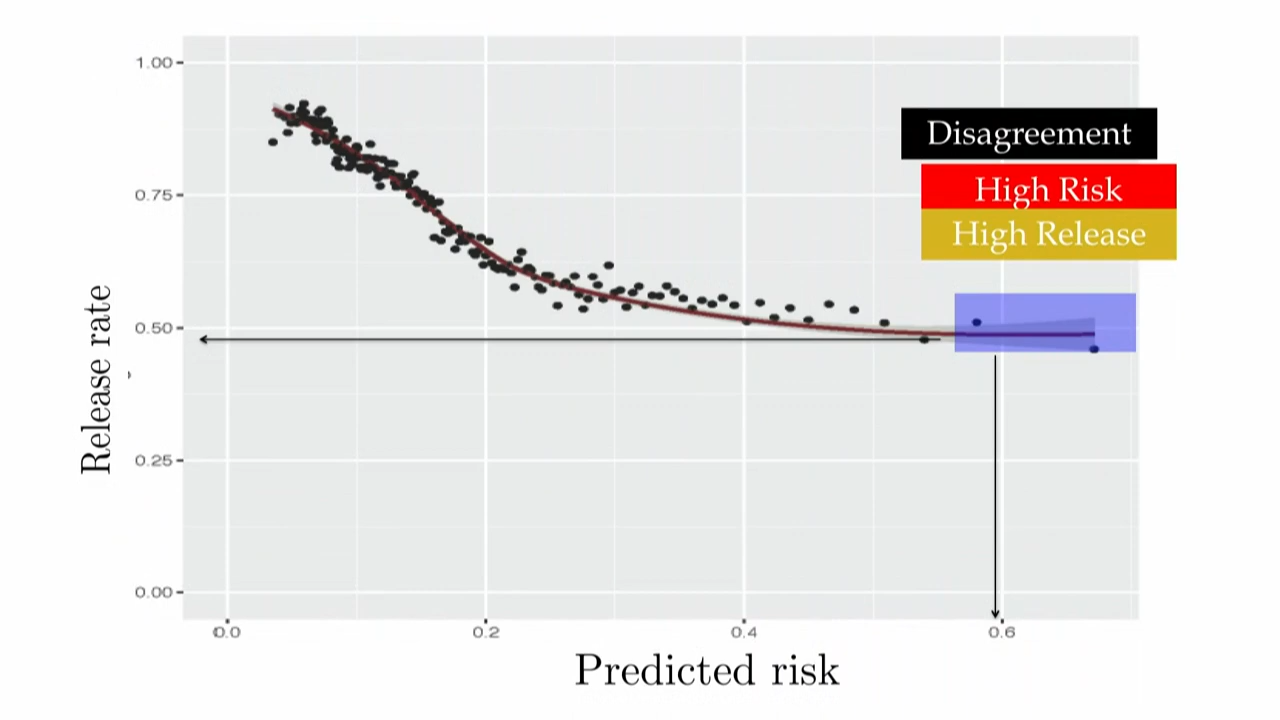 1.00
Disagreement
High Risk
0.75
High Release
0.50
Release rate
0.25
0.00
0.0 0.2 0.4 0.6
Predicted risk